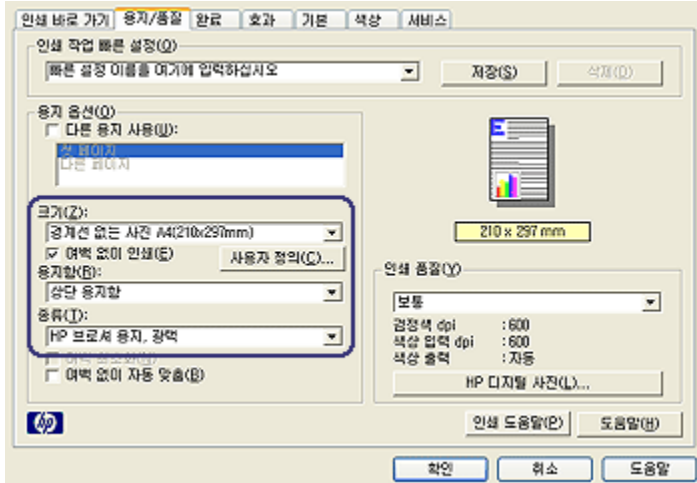 인쇄 바로 가기 용지/품질 완료 효과 기본 색상 서비스
인쇄 작업 빠른 설정(O)
빠른 설정 이름을 여기에 입력하십시오
저장(S) 삭제(D)
용지 옵션(O)
다른 용지 사용(U):
첫 페이지
다른 페이지
크기(Z):
경계선 없는 사진 A4(210x297mm)
여백 없이 인쇄(E) 사용자 정의(C)...
용지함(R):
상단 용지함
종류(T):
HP 브로셔 용지, 광택
여백 없이 자동 맞춤(B)
E
210 x 297 mm
인쇄 품질(Y)
보통
검정색 dpi : 600
색상 입력 dpi : 600
색상 출력 : 자동
HP 디지털 사진(L)...
hp
인쇄 도움말(P) 도움말(H)
확인 취소 도움말